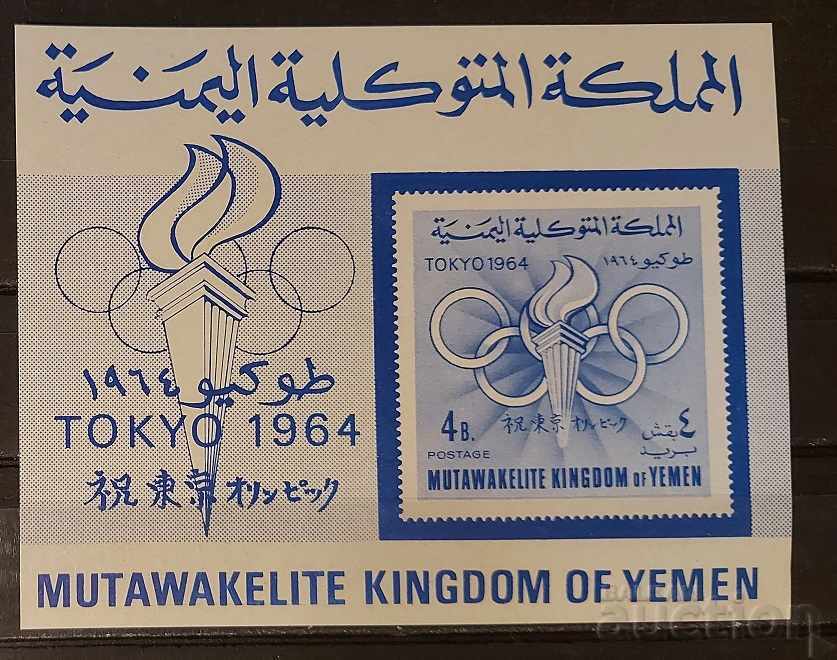 المملكة المتوكلية اليمنية
طوكيو ١٩٦٤
TOKYO 1964
祝 東京 オリンピック
المملكة المتوكلية اليمنية
TOKYO 1964 طوكيو ١٩٦٤
4 B. 祝 東京 オリンピック ٤ بقش
POSTAGE بريد
MUTAWAKELITE KINGDOM OF YEMEN
MUTAWAKELITE KINGDOM OF YEMEN
auction